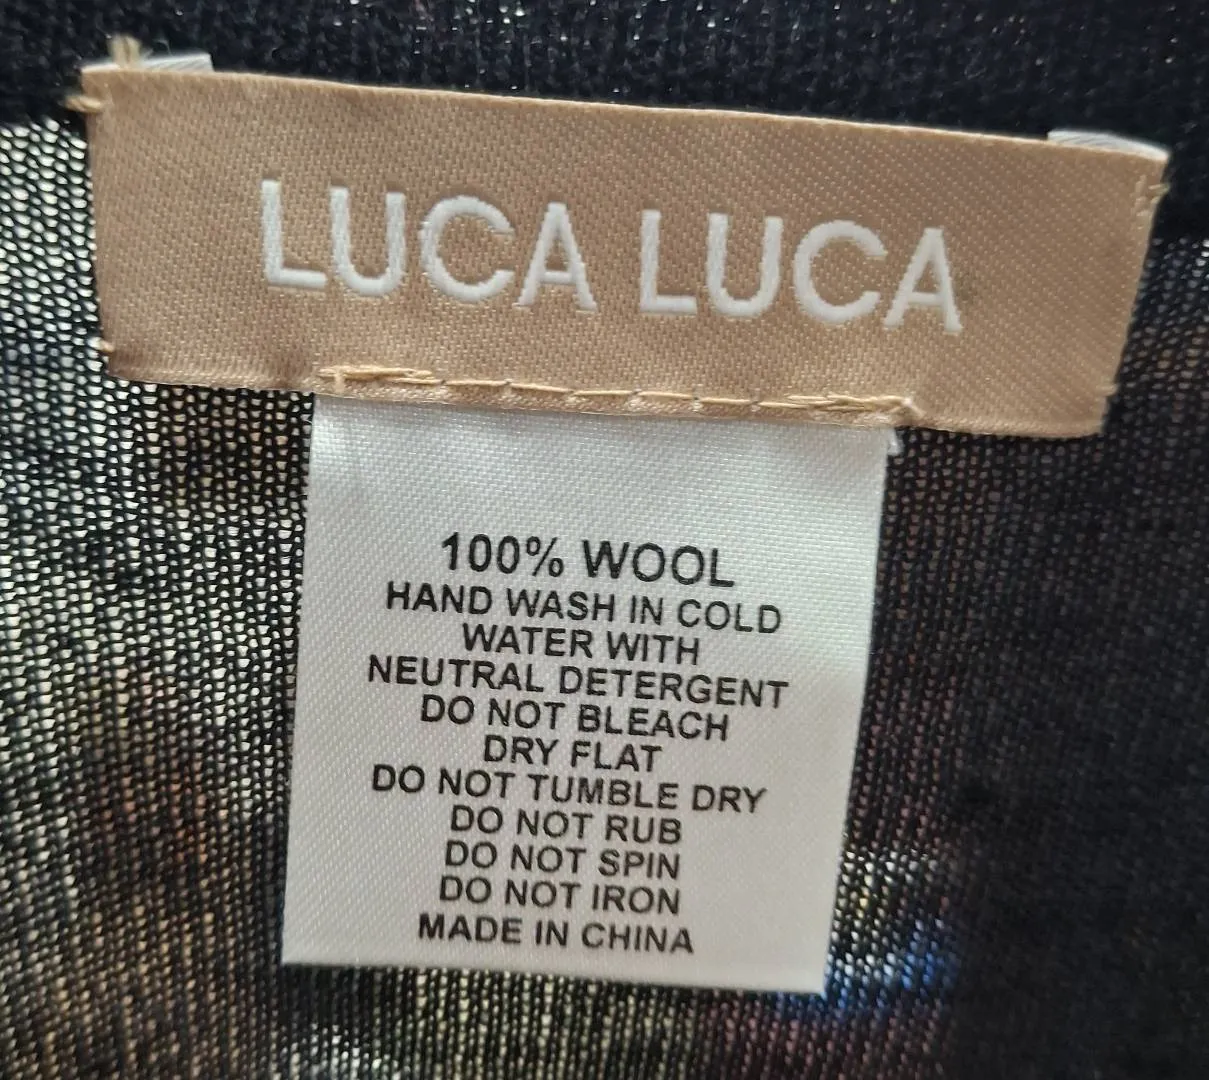 LUCA LUCA
100% WOOL
HAND WASH IN COLD
WATER WITH
NEUTRAL DETERGENT
DO NOT BLEACH
DRY FLAT
DO NOT TUMBLE DRY
DO NOT RUB
DO NOT SPIN
DO NOT IRON
MADE IN CHINA